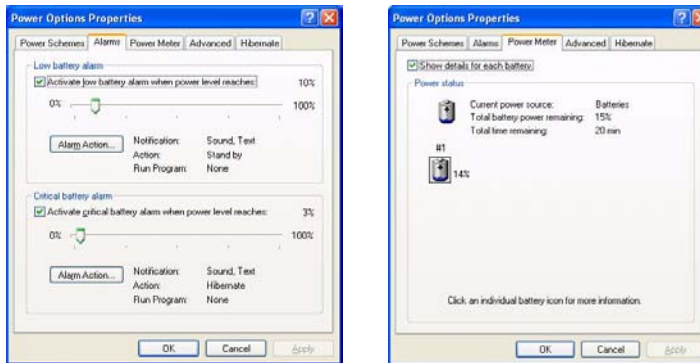 Power Options Properties
Power Schemes Alarms Power Meter Advanced Hibernate
Low battery alarm
Activate low battery alarm when power level reaches: 10%
0% 100%
Alarm Action... Notification: Sound, Text
Action: Stand by
Run Program: None
Critical battery alarm
Activate critical battery alarm when power level reaches: 3%
0% 100%
Alarm Action... Notification: Sound, Text
Action: Hibernate
Run Program: None
OK Cancel Apply
Power Options Properties
Power Schemes Alarms Power Meter Advanced Hibernate
Show details for each battery.
Power status
Current power source: Batteries
Total battery power remaining: 15%
Total time remaining: 20 min
#1
14%
Click an individual battery icon for more information.
OK Cancel Apply